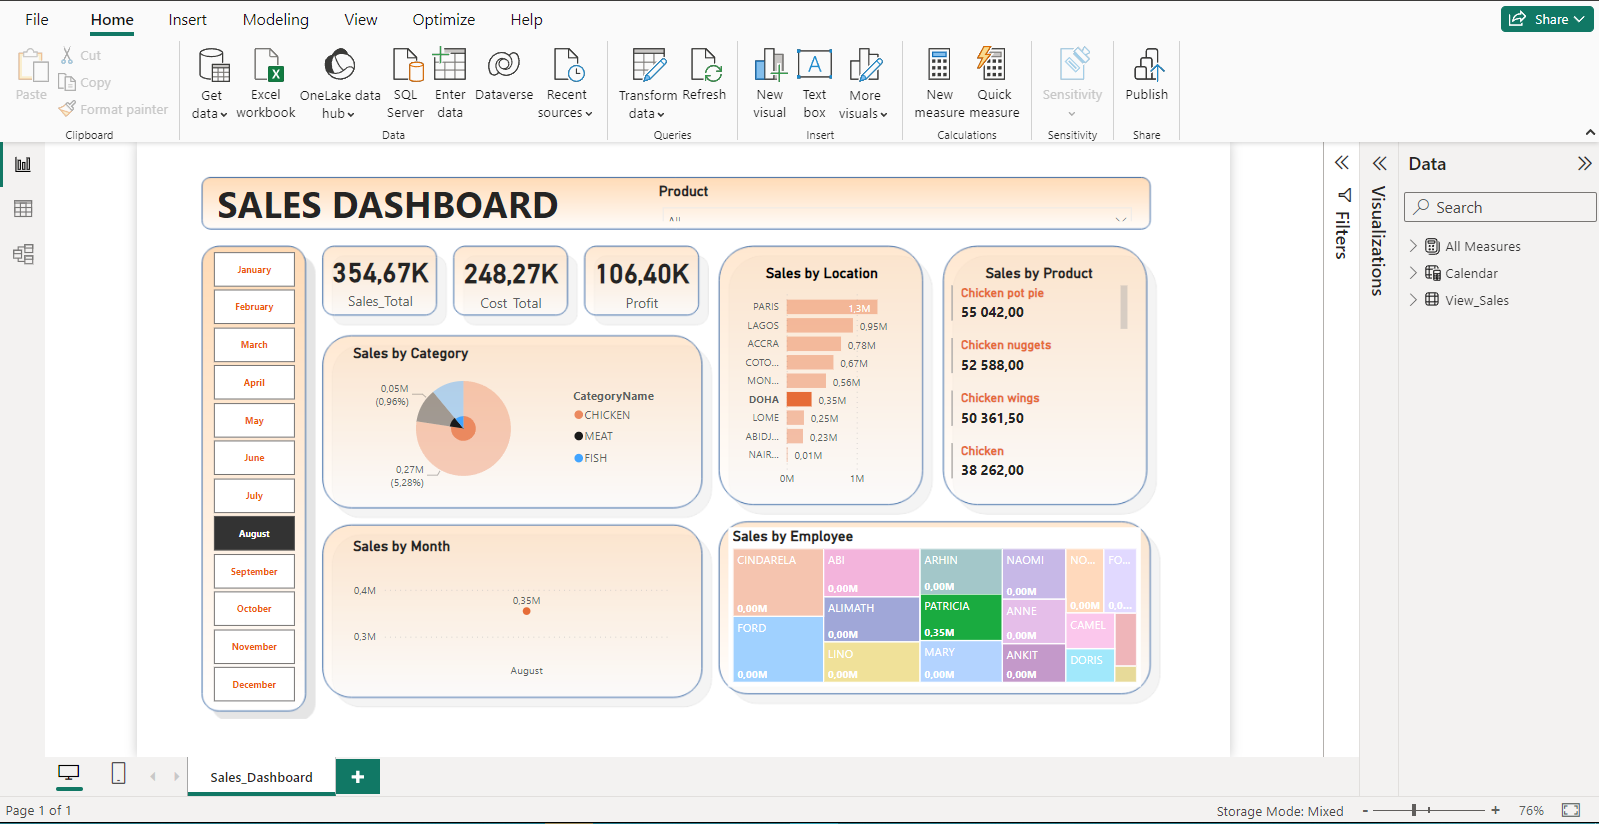 File Home Insert Modeling View Optimize Help
Share
Paste
Cut
Copy
Format painter
Clipboard
Get data
Excel workbook
OneLake data hub
SQL Server
Enter data
Dataverse
Recent sources
Data
Transform data
Refresh
Queries
New visual
Text box
More visuals
Insert
New measure
Quick measure
Calculations
Sensitivity
Sensitivity
Publish
Share
SALES DASHBOARD
Product
January
February
March
April
May
June
July
August
September
October
November
December
354,67K
Sales_Total
248,27K
Cost Total
106,40K
Profit
Sales by Category
0,05M
(0,96%)
0,27M
(5,28%)
CategoryName
CHICKEN
MEAT
FISH
Sales by Month
0,4M
0,3M
0,35M
August
Sales by Location
PARIS 1,3M
LAGOS 0,95M
ACCRA 0,78M
COTO... 0,67M
MON... 0,56M
DOHA 0,35M
LOME 0,25M
ABIDJ... 0,23M
NAIR... 0,01M
0M 1M
Sales by Product
Chicken pot pie
55 042,00
Chicken nuggets
52 588,00
Chicken wings
50 361,50
Chicken
38 262,00
Sales by Employee
CINDARELA
0,00M
FORD
0,00M
ABI
0,00M
ALIMATH
0,00M
LINO
0,00M
ARHIN
0,00M
PATRICIA
0,35M
MARY
0,00M
NAOMI
0,00M
ANNE
0,00M
ANKIT
0,00M
NO...
0,00M
FO...
0,0...
CAMEL
DORIS
Filters
Visualizations
Data
Search
All Measures
Calendar
View_Sales
Sales_Dashboard
Page 1 of 1
Storage Mode: Mixed
- + 76%